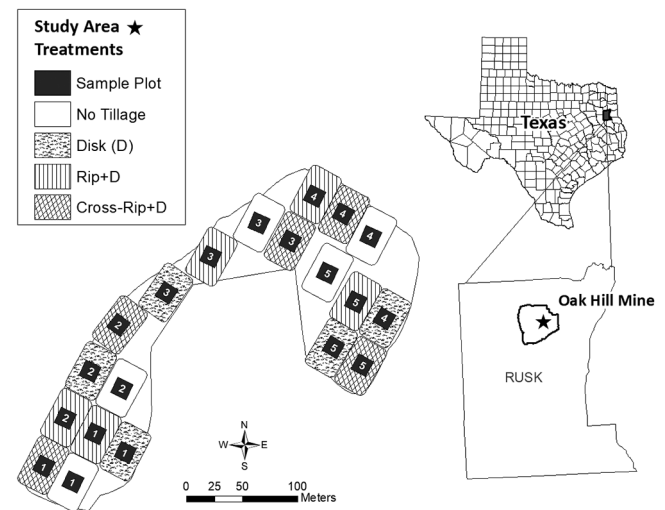 Study Area
Treatments
Sample Plot
No Tillage
Disk (D)
Rip+D
Cross-Rip+D
Texas
4
4
3
4
3
3
5
3
5
4
2
5
5
2
2
2
1
1
1
1
Oak Hill Mine
RUSK
N
W E
S
0 25 50 100
Meters